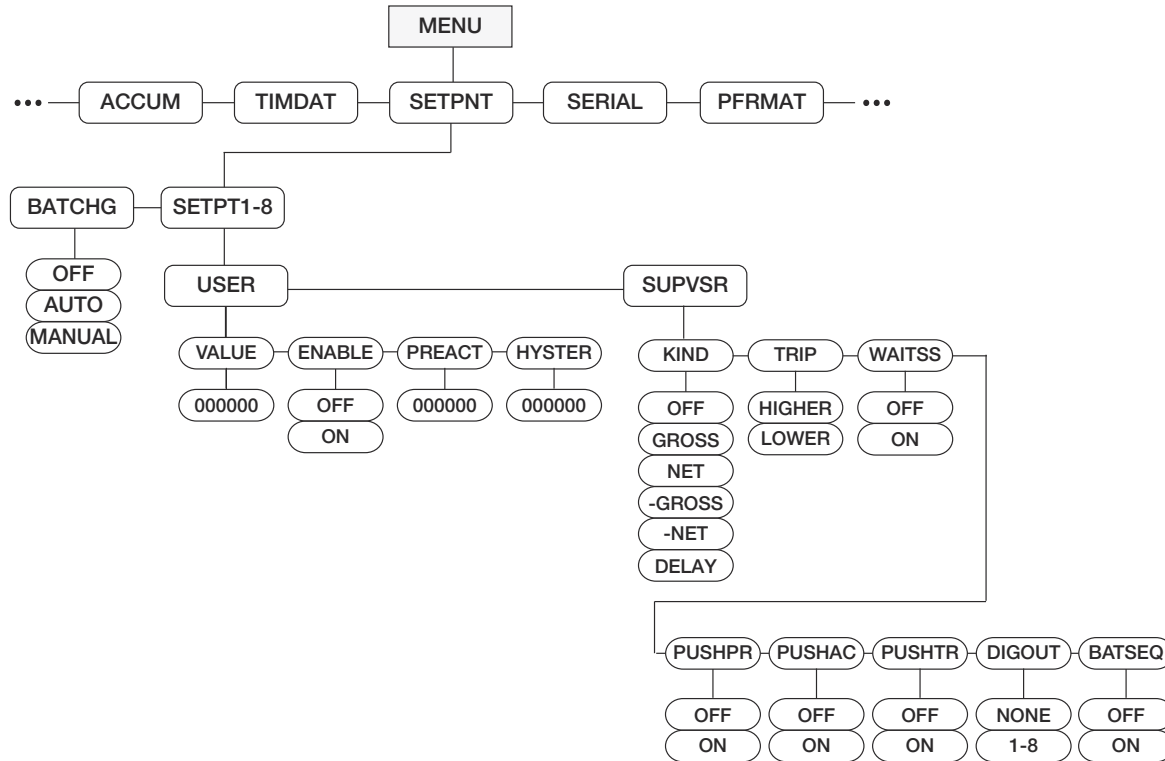 MENU
••• ACCUM TIMDAT SETPNT SERIAL PFRMAT •••
BATCHG SETPT1-8
OFF
AUTO
MANUAL
USER SUPVSR
VALUE ENABLE PREACT HYSTER
000000 OFF 000000 000000
ON
KIND TRIP WAITSS
OFF HIGHER OFF
GROSS LOWER ON
NET
-GROSS
-NET
DELAY
PUSHPR PUSHAC PUSHTR DIGOUT BATSEQ
OFF OFF OFF NONE OFF
ON ON ON 1-8 ON